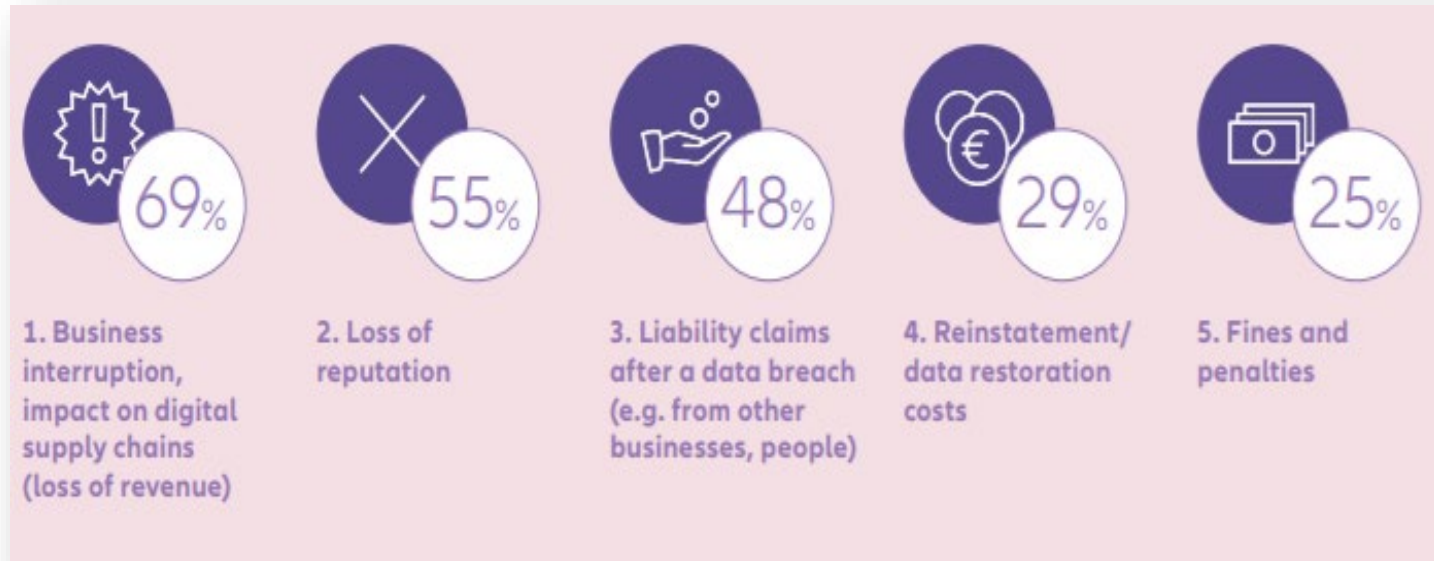 69%
55%
48%
€
29%
25%
1. Business
interruption,
impact on digital
supply chains
(loss of revenue)
2. Loss of
reputation
3. Liability claims
after a data breach
(e.g. from other
businesses, people)
4. Reinstatement/
data restoration
costs
5. Fines and
penalties